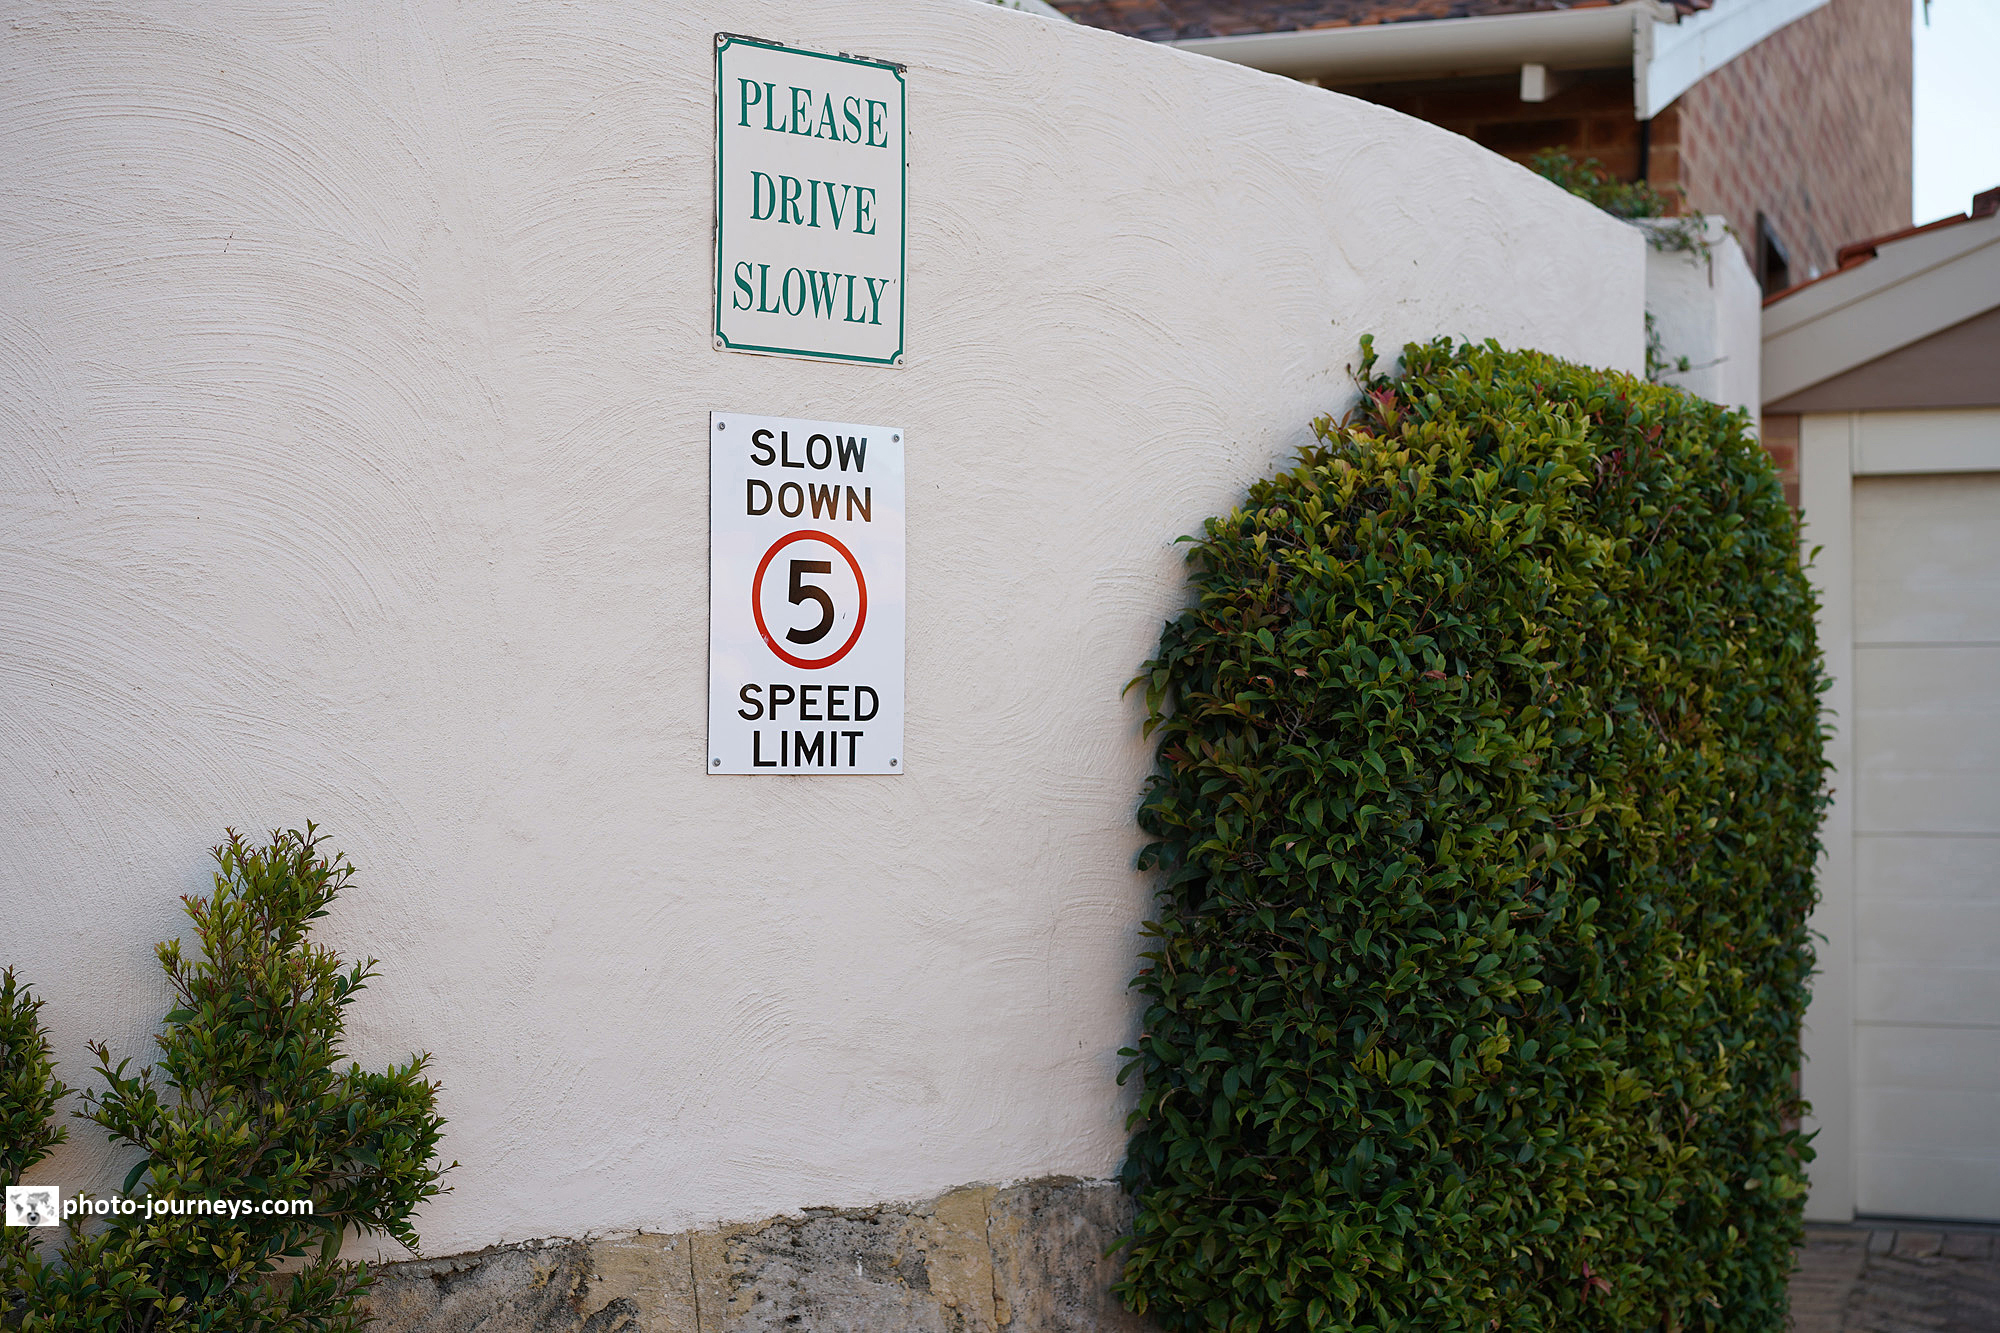 PLEASE
DRIVE
SLOWLY
SLOW
DOWN
5
SPEED
LIMIT
photo-journeys.com